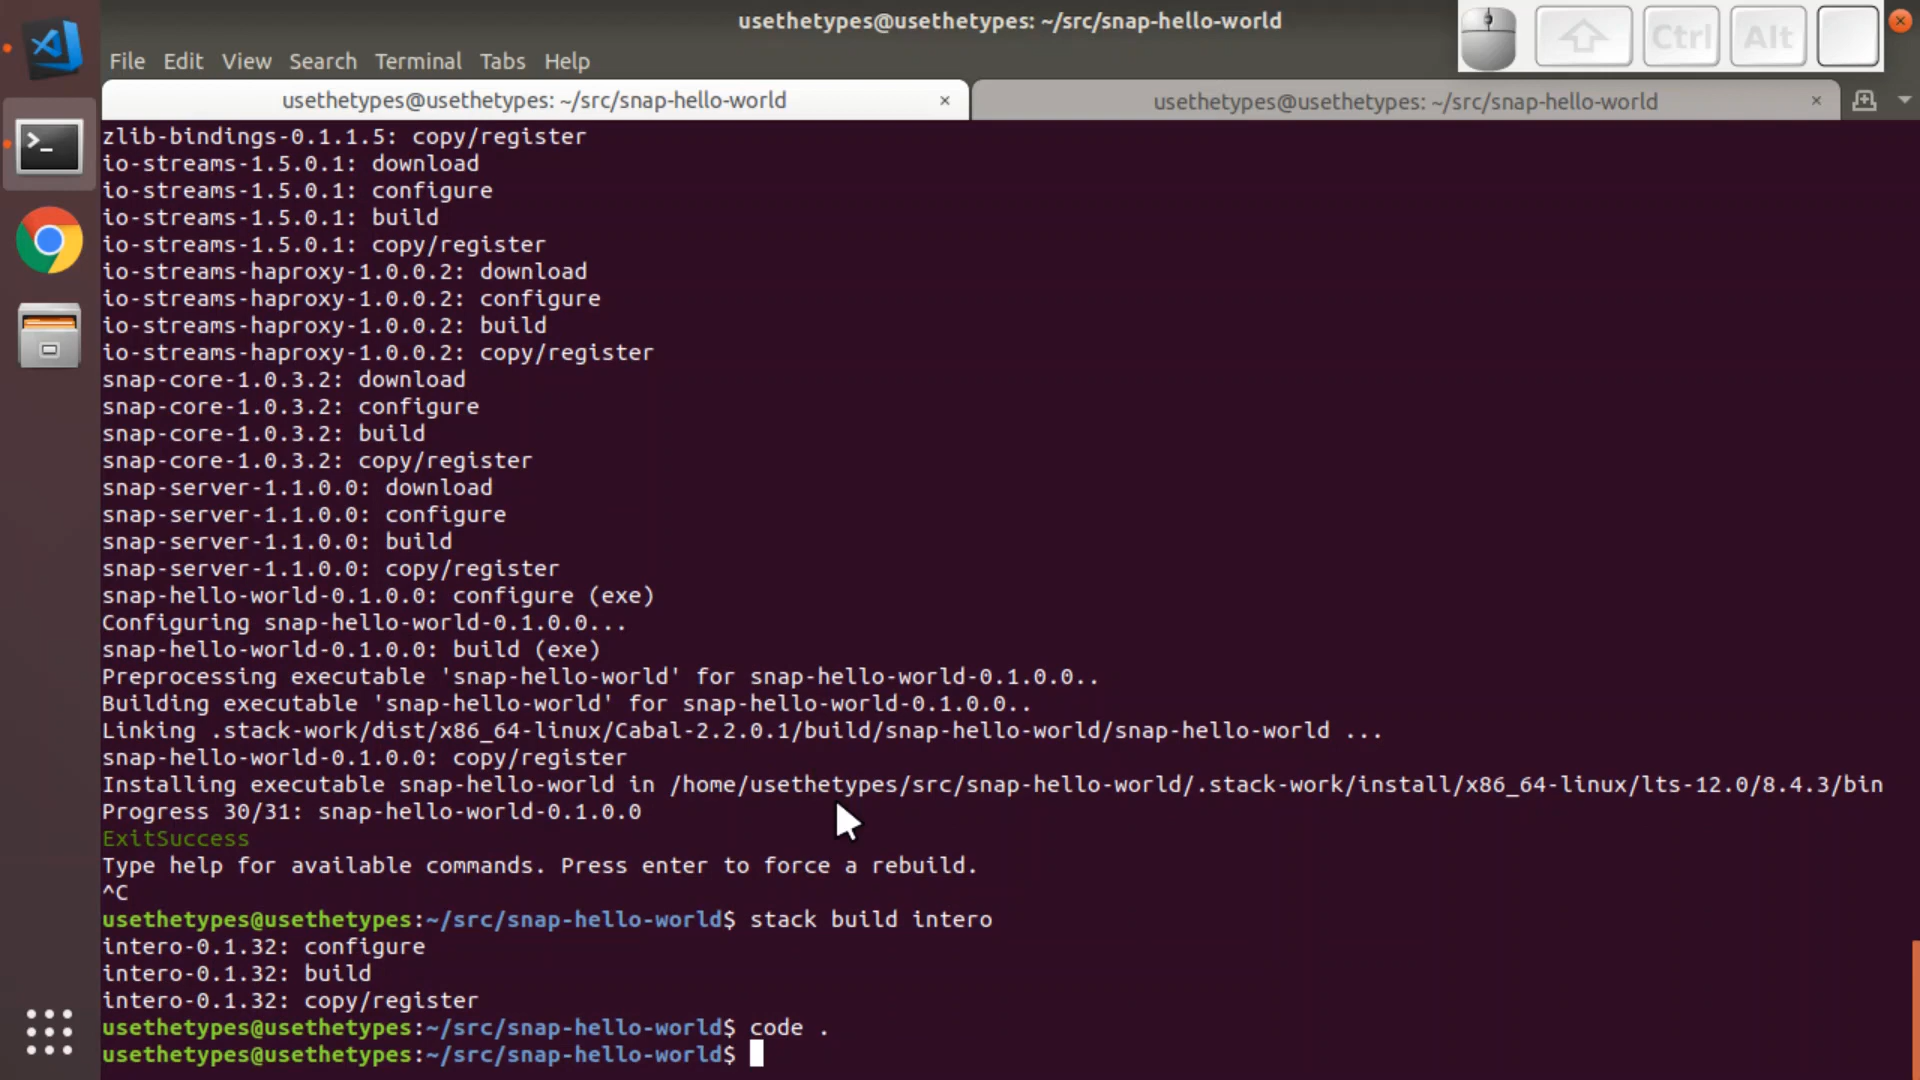 usethetypes@usethetypes: ~/src/snap-hello-world
Ctrl Alt
File Edit View Search Terminal Tabs Help
usethetypes@usethetypes: ~/src/snap-hello-world × usethetypes@usethetypes: ~/src/snap-hello-world ×
zlib-bindings-0.1.1.5: copy/register
io-streams-1.5.0.1: download
io-streams-1.5.0.1: configure
io-streams-1.5.0.1: build
io-streams-1.5.0.1: copy/register
io-streams-haproxy-1.0.0.2: download
io-streams-haproxy-1.0.0.2: configure
io-streams-haproxy-1.0.0.2: build
io-streams-haproxy-1.0.0.2: copy/register
snap-core-1.0.3.2: download
snap-core-1.0.3.2: configure
snap-core-1.0.3.2: build
snap-core-1.0.3.2: copy/register
snap-server-1.1.0.0: download
snap-server-1.1.0.0: configure
snap-server-1.1.0.0: build
snap-server-1.1.0.0: copy/register
snap-hello-world-0.1.0.0: configure (exe)
Configuring snap-hello-world-0.1.0.0...
snap-hello-world-0.1.0.0: build (exe)
Preprocessing executable 'snap-hello-world' for snap-hello-world-0.1.0.0..
Building executable 'snap-hello-world' for snap-hello-world-0.1.0.0..
Linking .stack-work/dist/x86_64-linux/Cabal-2.2.0.1/build/snap-hello-world/snap-hello-world ...
snap-hello-world-0.1.0.0: copy/register
Installing executable snap-hello-world in /home/usethetypes/src/snap-hello-world/.stack-work/install/x86_64-linux/lts-12.0/8.4.3/bin
Progress 30/31: snap-hello-world-0.1.0.0
ExitSuccess
Type help for available commands. Press enter to force a rebuild.
^C
usethetypes@usethetypes:~/src/snap-hello-world$ stack build intero
intero-0.1.32: configure
intero-0.1.32: build
intero-0.1.32: copy/register
usethetypes@usethetypes:~/src/snap-hello-world$ code .
usethetypes@usethetypes:~/src/snap-hello-world$